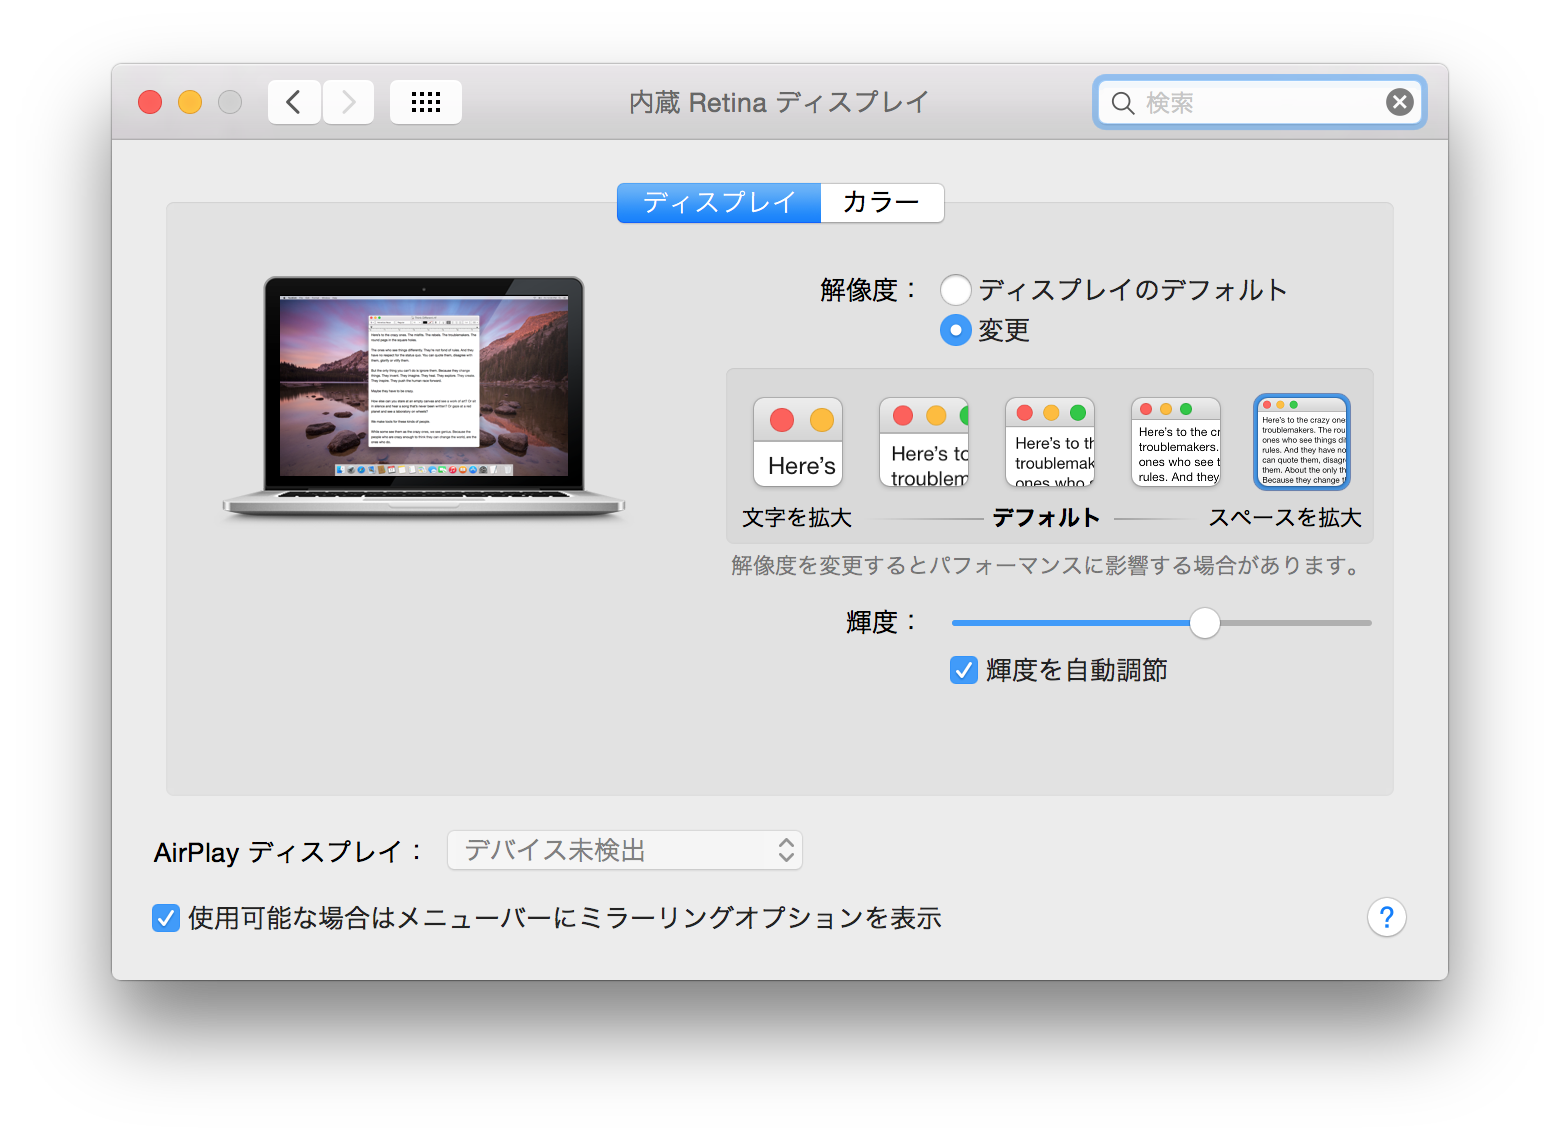 内蔵 Retina ディスプレイ
検索
ディスプレイ
カラー
解像度：
ディスプレイのデフォルト
変更
Here's
Here's to
troublem
Here's to th
troublemak
ones who s
Here's to the cr
troublemakers.
ones who see t
rules. And they
Here's to the crazy one
troublemakers. The rou
ones who see things dif
rules. And they have no
can quote them, disagr
them. About the only th
Because they change t
文字を拡大
デフォルト
スペースを拡大
解像度を変更するとパフォーマンスに影響する場合があります。
輝度：
輝度を自動調節
AirPlay ディスプレイ：
デバイス未検出
使用可能な場合はメニューバーにミラーリングオプションを表示
?